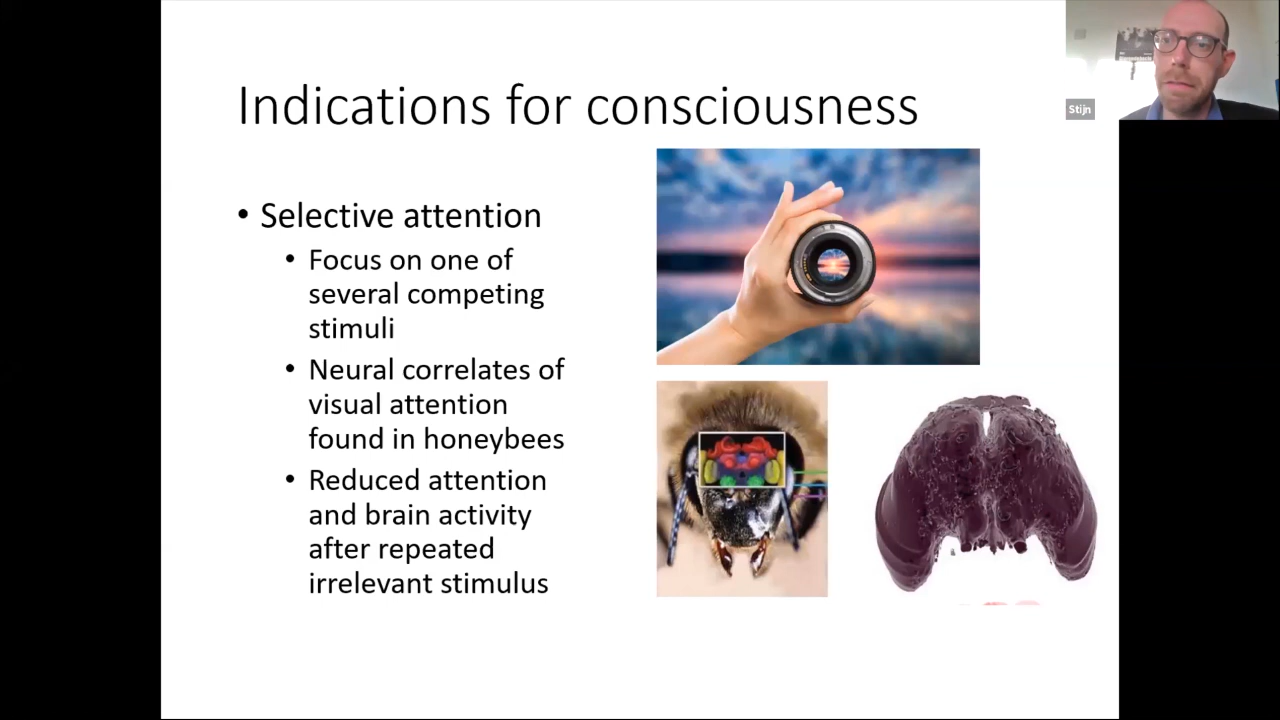 Indications for consciousness
Stijn
• Selective attention
• Focus on one of
several competing
stimuli
• Neural correlates of
visual attention
found in honeybees
• Reduced attention
and brain activity
after repeated
irrelevant stimulus